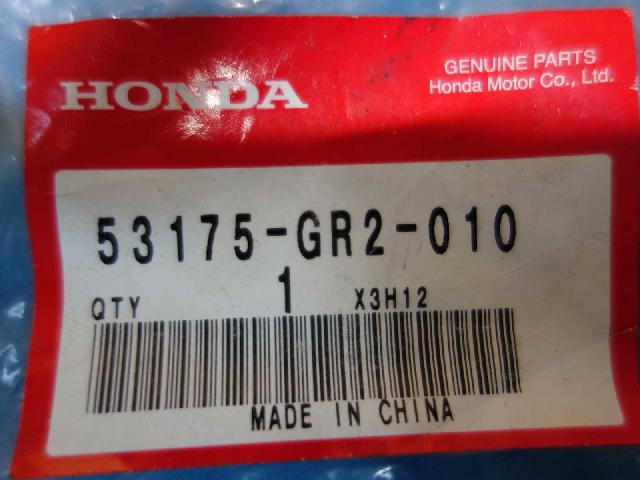 HONDA
GENUINE PARTS
Honda Motor Co., Ltd.
53175-GR2-010
QTY 1 X3H12
MADE IN CHINA